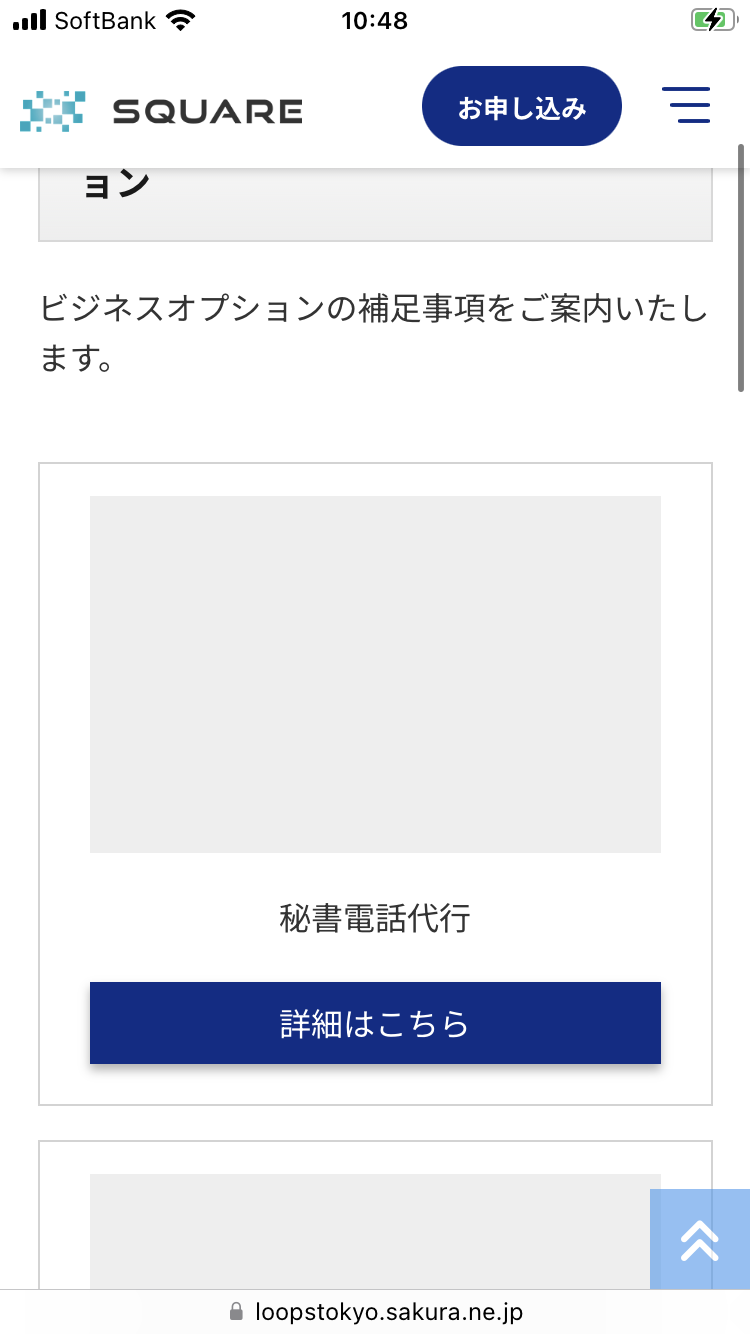 SoftBank 10:48
SQUARE お申し込み
ョン
ビジネスオプションの補足事項をご案内いたし
ます。
秘書電話代行
詳細はこちら
loopstokyo.sakura.ne.jp